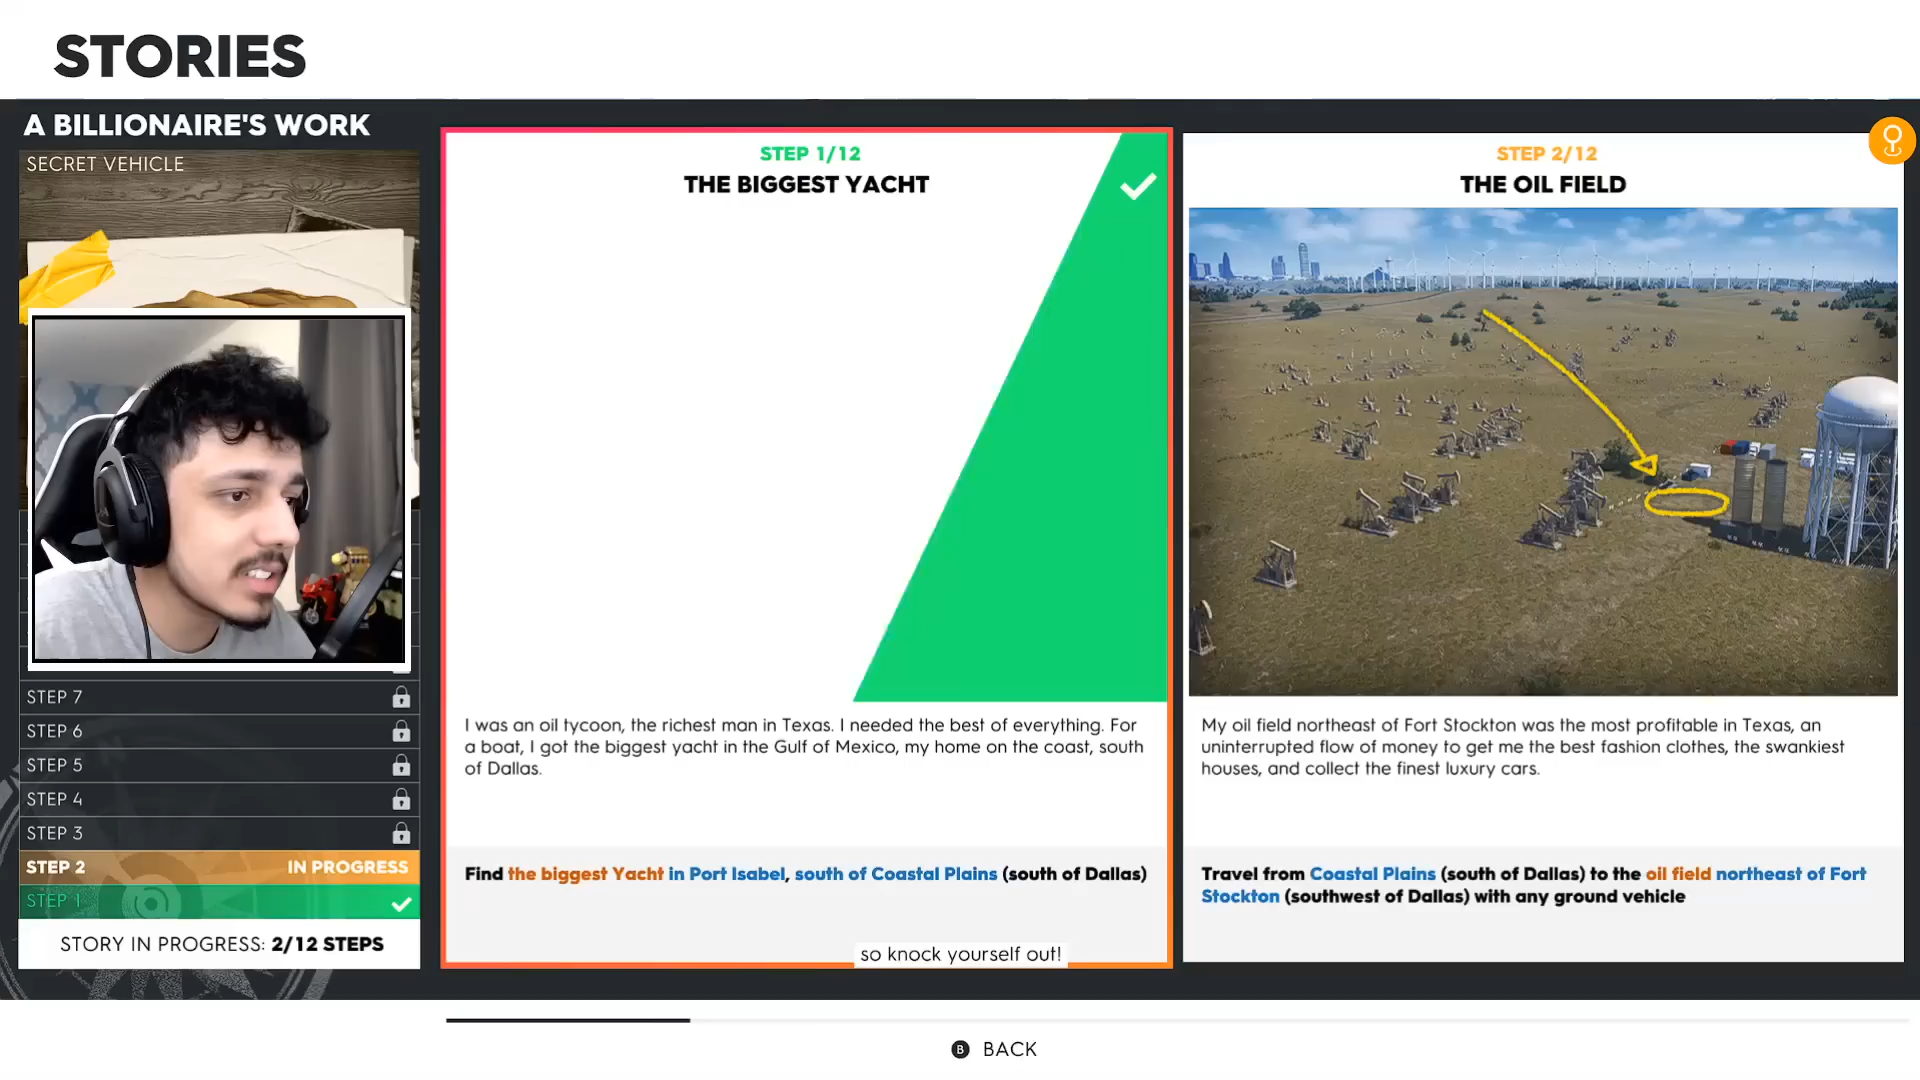 STORIES
A BILLIONAIRE'S WORK
SECRET VEHICLE
STEP 7
STEP 6
STEP 5
STEP 4
STEP 3
STEP 2 IN PROGRESS
STEP 1
STORY IN PROGRESS: 2/12 STEPS
STEP 1/12
THE BIGGEST YACHT
I was an oil tycoon, the richest man in Texas. I needed the best of everything. For
a boat, I got the biggest yacht in the Gulf of Mexico, my home on the coast, south
of Dallas.
Find the biggest Yacht in Port Isabel, south of Coastal Plains (south of Dallas)
so knock yourself out!
STEP 2/12
THE OIL FIELD
My oil field northeast of Fort Stockton was the most profitable in Texas, an
uninterrupted flow of money to get me the best fashion clothes, the swankiest
houses, and collect the finest luxury cars.
Travel from Coastal Plains (south of Dallas) to the oil field northeast of Fort
Stockton (southwest of Dallas) with any ground vehicle
B BACK